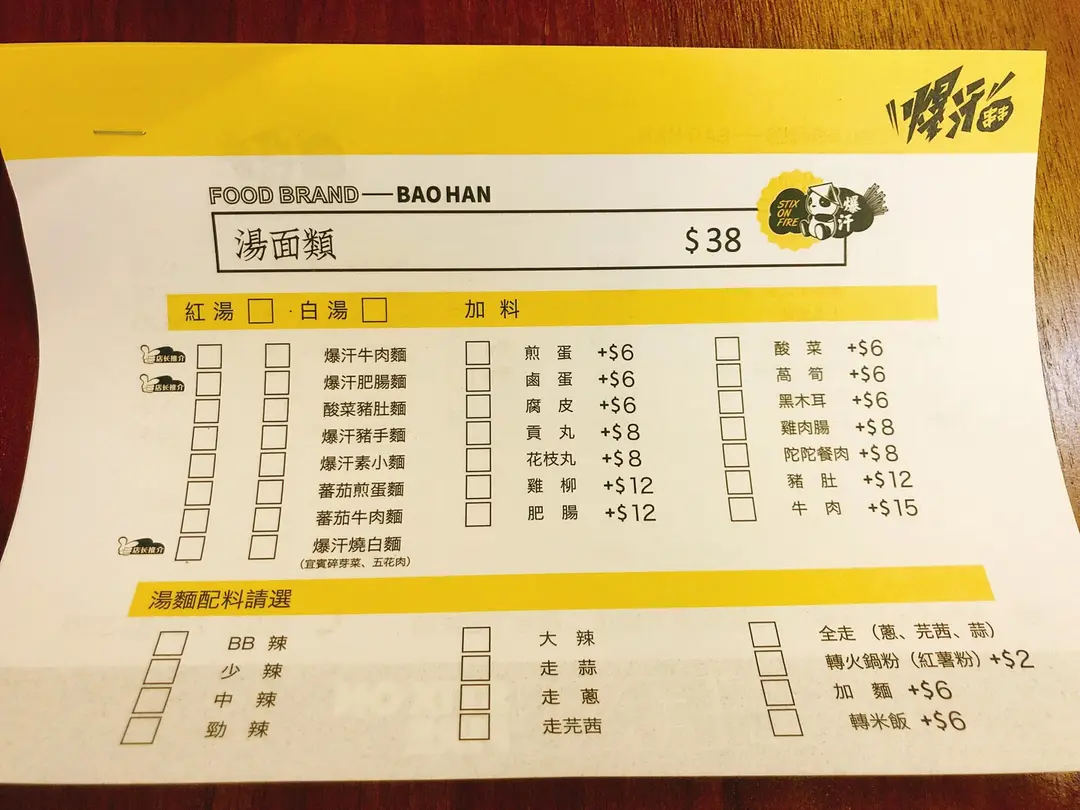 爆汗串串
FOOD BRAND—BAO HAN
STIX ON FIRE
爆汗
湯面類 $38
紅湯 · 白湯 加料
店长推介 爆汗牛肉麵 煎蛋 +$6 酸菜 +$6
店长推介 爆汗肥腸麵 鹵蛋 +$6 萵筍 +$6
酸菜豬肚麵 腐皮 +$6 黑木耳 +$6
爆汗豬手麵 貢丸 +$8 雞肉腸 +$8
爆汗素小麵 花枝丸 +$8 陀陀餐肉 +$8
蕃茄煎蛋麵 雞柳 +$12 豬肚 +$12
蕃茄牛肉麵 肥腸 +$12 牛肉 +$15
店长推介 爆汗燒白麵
(宜賓碎芽菜、五花肉)
湯麵配料請選
BB 辣 大辣 全走（蔥、芫茜、蒜）
少辣 走蒜 轉火鍋粉（紅薯粉）+$2
中辣 走蔥 加麵 +$6
勁辣 走芫茜 轉米飯 +$6